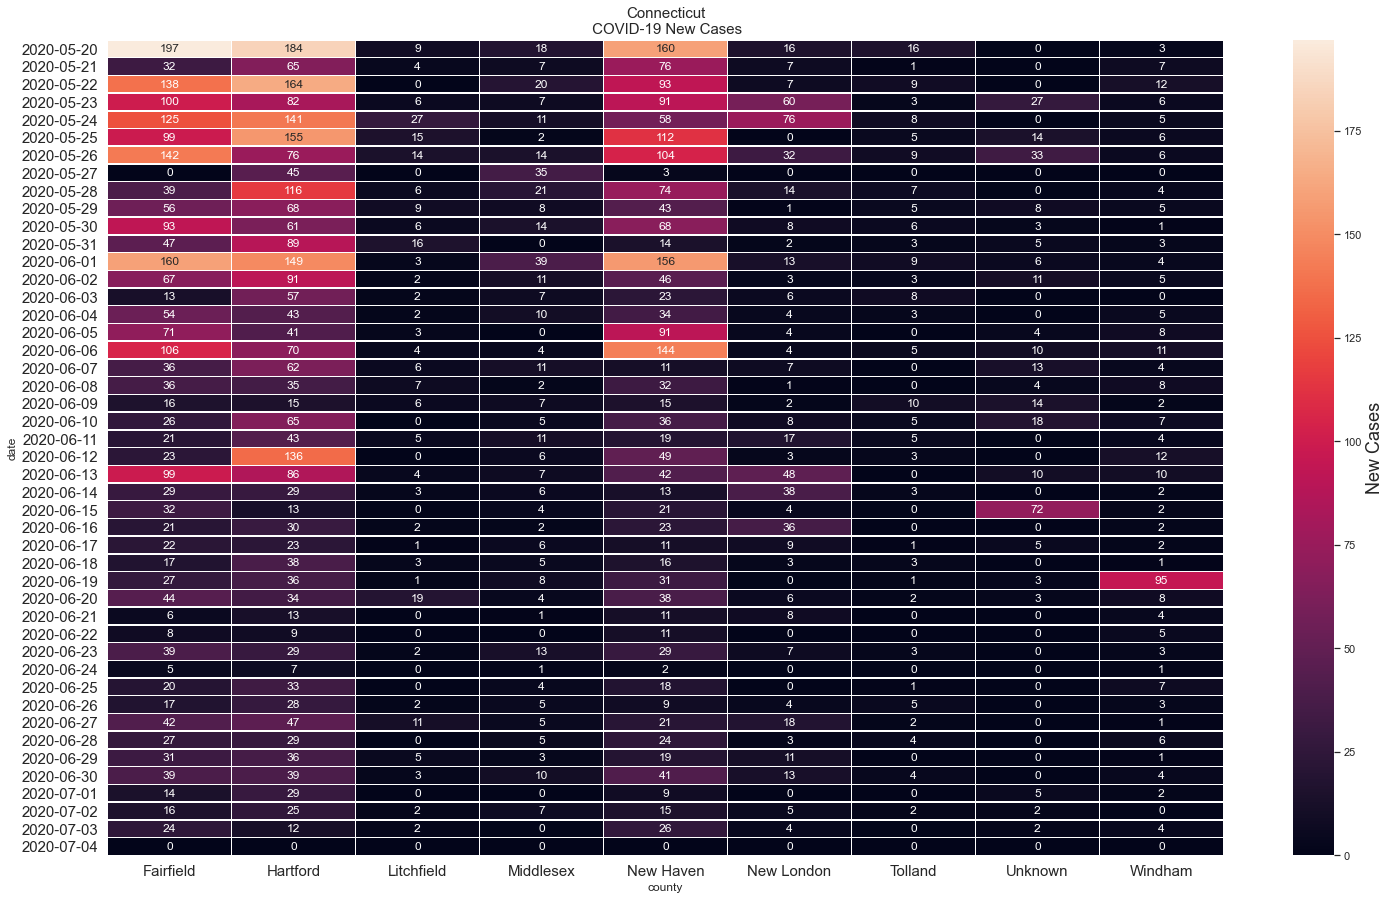 Connecticut
COVID-19 New Cases
2020-05-20 197 184 9 18 160 16 16 0 3
2020-05-21 32 65 4 7 76 7 1 0 7
2020-05-22 138 164 0 20 93 7 9 0 12
2020-05-23 100 82 6 7 91 60 3 27 6
2020-05-24 125 141 27 11 58 76 8 0 5
2020-05-25 99 155 15 2 112 0 5 14 6
2020-05-26 142 76 14 14 104 32 9 33 6
2020-05-27 0 45 0 35 3 0 0 0 0
2020-05-28 39 116 6 21 74 14 7 0 4
2020-05-29 56 68 9 8 43 1 5 8 5
2020-05-30 93 61 6 14 68 8 6 3 1
2020-05-31 47 89 16 0 14 2 3 5 3
2020-06-01 160 149 3 39 156 13 9 6 4
2020-06-02 67 91 2 11 46 3 3 11 5
2020-06-03 13 57 2 7 23 6 8 0 0
2020-06-04 54 43 2 10 34 4 3 0 5
2020-06-05 71 41 3 0 91 4 0 4 8
2020-06-06 106 70 4 4 144 4 5 10 11
2020-06-07 36 62 6 11 11 7 0 13 4
2020-06-08 36 35 7 2 32 1 0 4 8
2020-06-09 16 15 6 7 15 2 10 14 2
2020-06-10 26 65 0 5 36 8 5 18 7
2020-06-11 21 43 5 11 19 17 5 0 4
2020-06-12 23 136 0 6 49 3 3 0 12
2020-06-13 99 86 4 7 42 48 0 10 10
2020-06-14 29 29 3 6 13 38 3 0 2
2020-06-15 32 13 0 4 21 4 0 72 2
2020-06-16 21 30 2 2 23 36 0 0 2
2020-06-17 22 23 1 6 11 9 1 5 2
2020-06-18 17 38 3 5 16 3 3 0 1
2020-06-19 27 36 1 8 31 0 1 3 95
2020-06-20 44 34 19 4 38 6 2 3 8
2020-06-21 6 13 0 1 11 8 0 0 4
2020-06-22 8 9 0 0 11 0 0 0 5
2020-06-23 39 29 2 13 29 7 3 0 3
2020-06-24 5 7 0 1 2 0 0 0 1
2020-06-25 20 33 0 4 18 0 1 0 7
2020-06-26 17 28 2 5 9 4 5 0 3
2020-06-27 42 47 11 5 21 18 2 0 1
2020-06-28 27 29 0 5 24 3 4 0 6
2020-06-29 31 36 5 3 19 11 0 0 1
2020-06-30 39 39 3 10 41 13 4 0 4
2020-07-01 14 29 0 0 9 0 0 5 2
2020-07-02 16 25 2 7 15 5 2 2 0
2020-07-03 24 12 2 0 26 4 0 2 4
2020-07-04 0 0 0 0 0 0 0 0 0
Fairfield Hartford Litchfield Middlesex New Haven New London Tolland Unknown Windham
county
date
175
150
125
100
75
50
25
0
New Cases